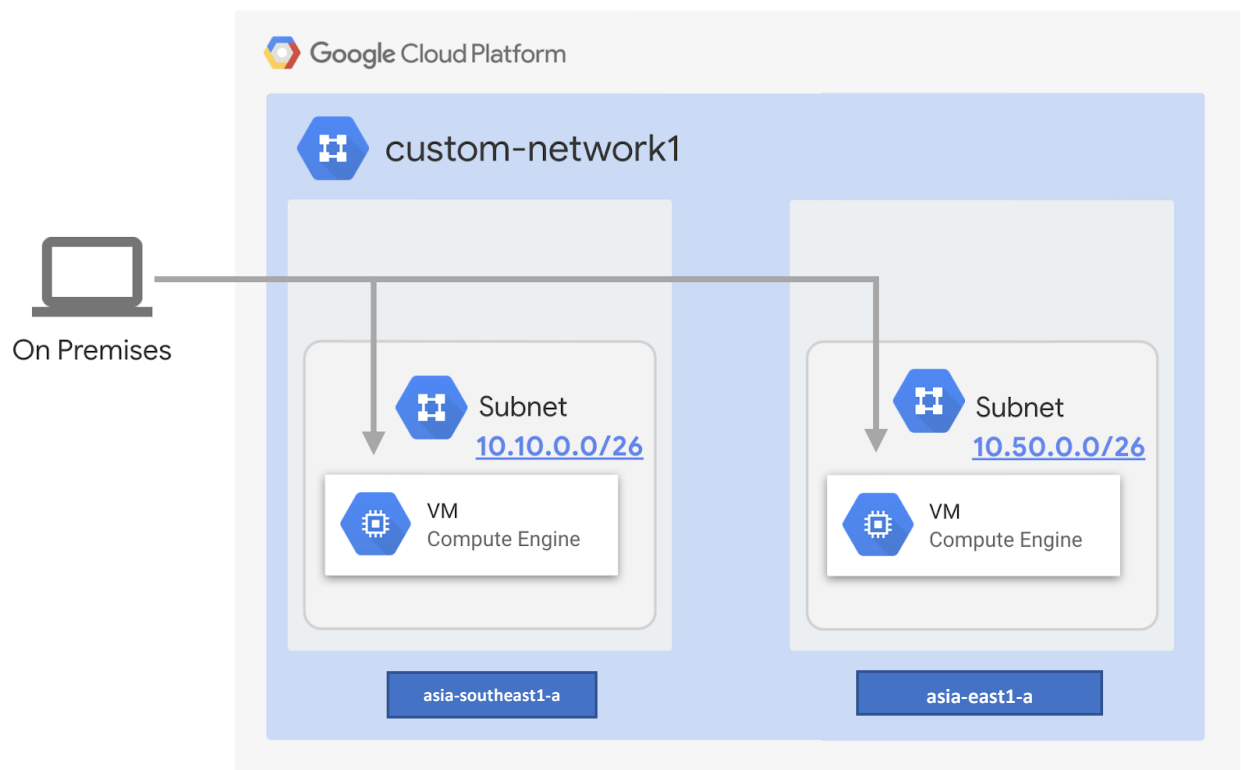 Google Cloud Platform
custom-network1
On Premises
Subnet
10.10.0.0/26
VM
Compute Engine
asia-southeast1-a
Subnet
10.50.0.0/26
VM
Compute Engine
asia-east1-a